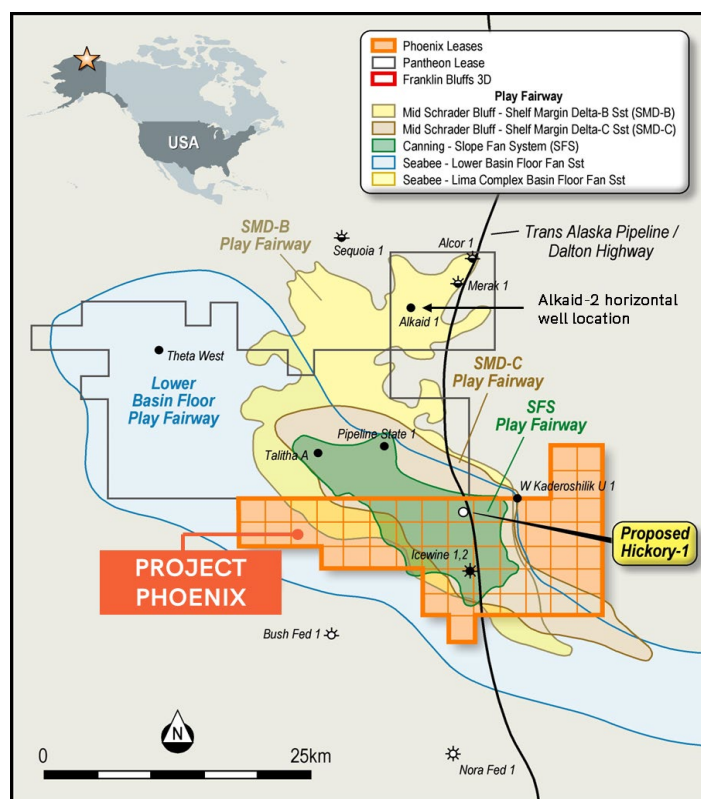 USA
Phoenix Leases
Pantheon Lease
Franklin Bluffs 3D
Play Fairway
Mid Schrader Bluff - Shelf Margin Delta-B Sst (SMD-B)
Mid Schrader Bluff - Shelf Margin Delta-C Sst (SMD-C)
Canning - Slope Fan System (SFS)
Seabee - Lower Basin Floor Fan Sst
Seabee - Lima Complex Basin Floor Fan Sst
SMD-B
Play Fairway
Sequoia 1
Alcor 1
Trans Alaska Pipeline /
Dalton Highway
Merak 1
Alkaid 1
Alkaid-2 horizontal
well location
Theta West
Lower
Basin Floor
Play Fairway
SMD-C
Play Fairway
SFS
Play Fairway
Pipeline State 1
Talitha A
W Kaderoshilik U 1
Proposed
Hickory-1
Icewine 1,2
PROJECT
PHOENIX
Bush Fed 1
N
0
25km
Nora Fed 1